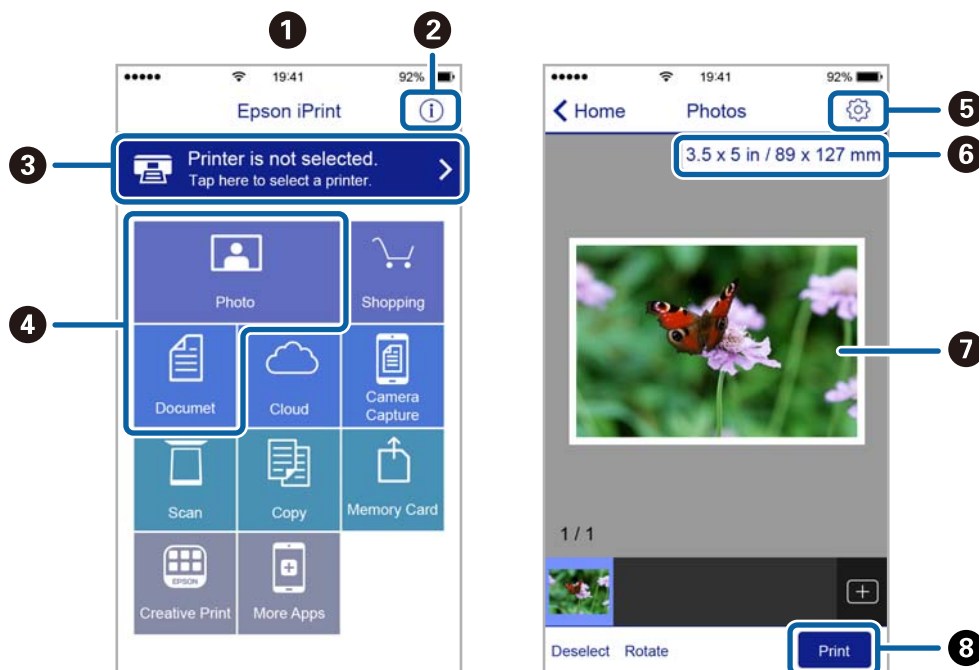 1
2
19:41
92%
Epson iPrint
i
3
Printer is not selected.
Tap here to select a printer.
4
Photo
Shopping
Documet
Cloud
Camera
Capture
Scan
Copy
Memory Card
EPSON
Creative Print
More Apps
19:41
92%
Home
Photos
5
3.5 x 5 in / 89 x 127 mm
6
7
1 / 1
Deselect
Rotate
Print
8